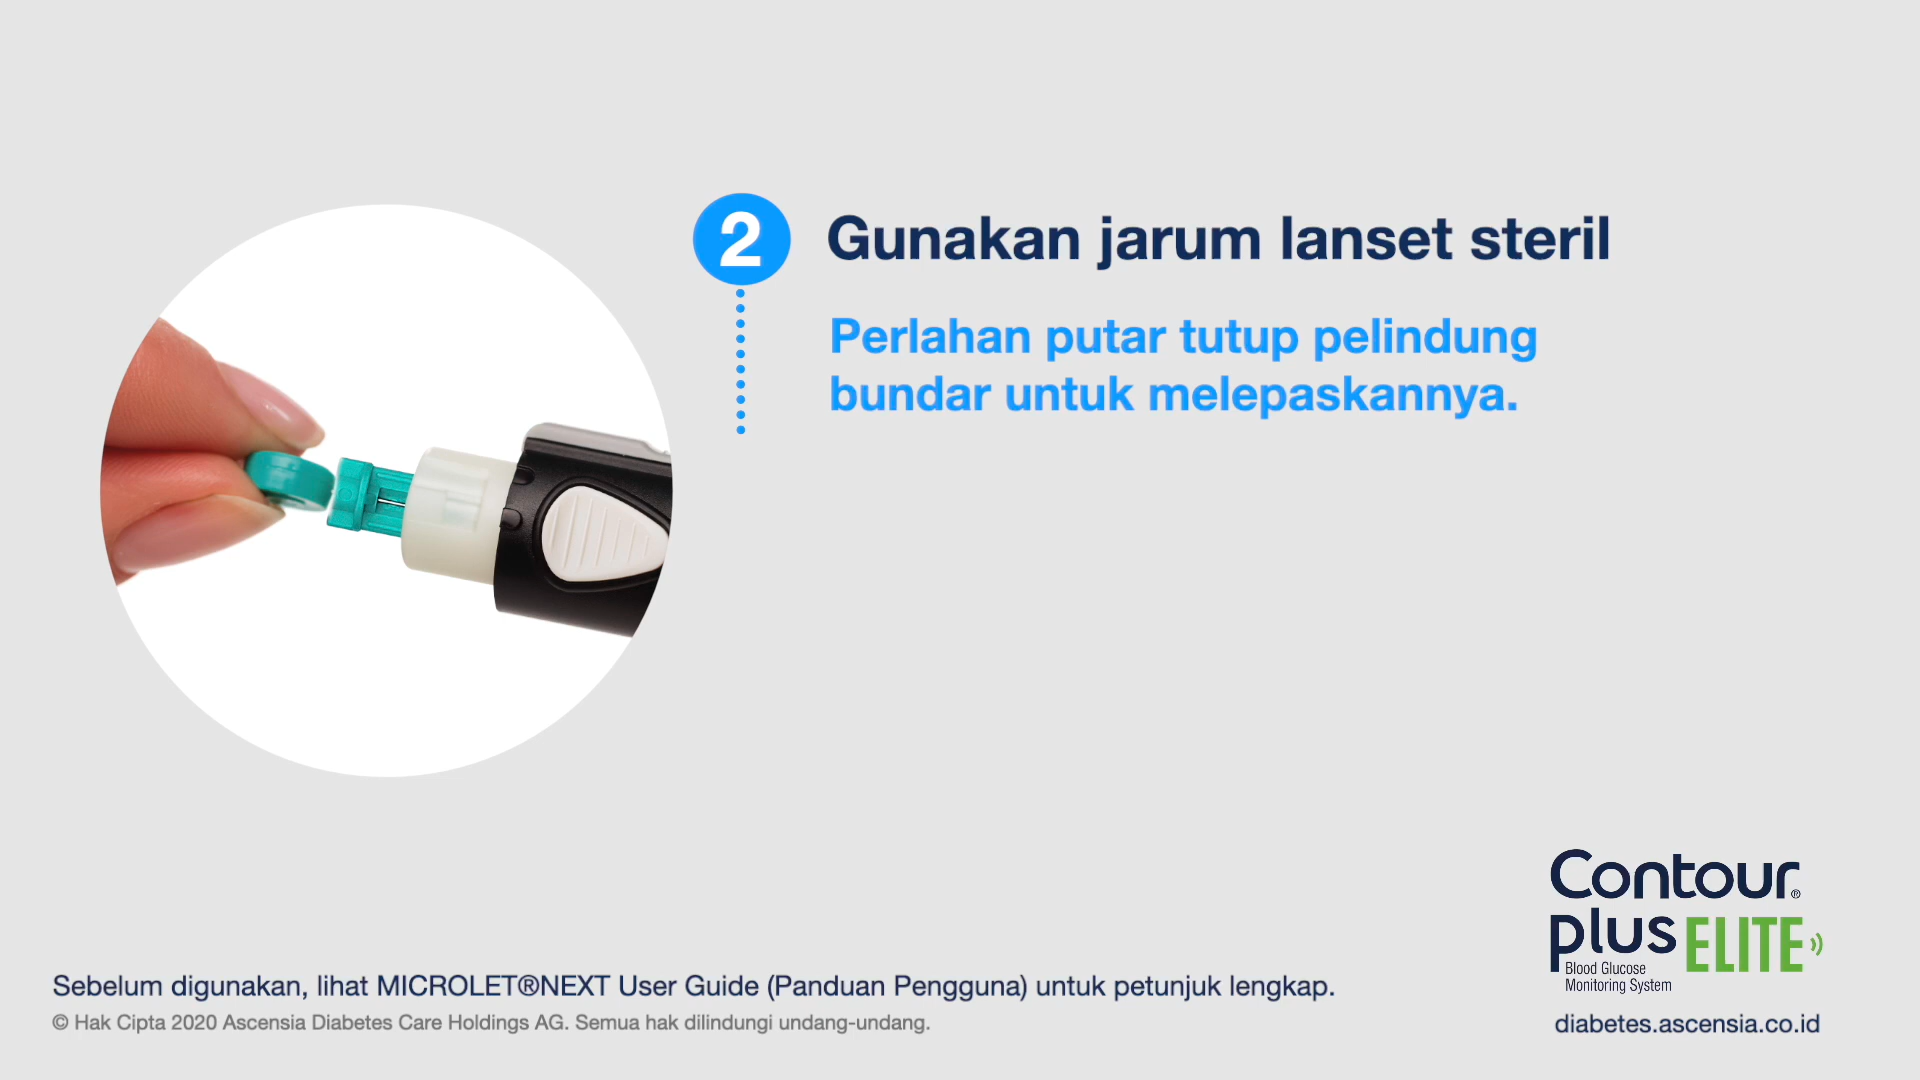 2
Gunakan jarum lanset steril
Perlahan putar tutup pelindung
bundar untuk melepaskannya.
Contour®
plus ELITE
Blood Glucose
Monitoring System
diabetes.ascensia.co.id
Sebelum digunakan, lihat MICROLET®NEXT User Guide (Panduan Pengguna) untuk petunjuk lengkap.
© Hak Cipta 2020 Ascensia Diabetes Care Holdings AG. Semua hak dilindungi undang-undang.